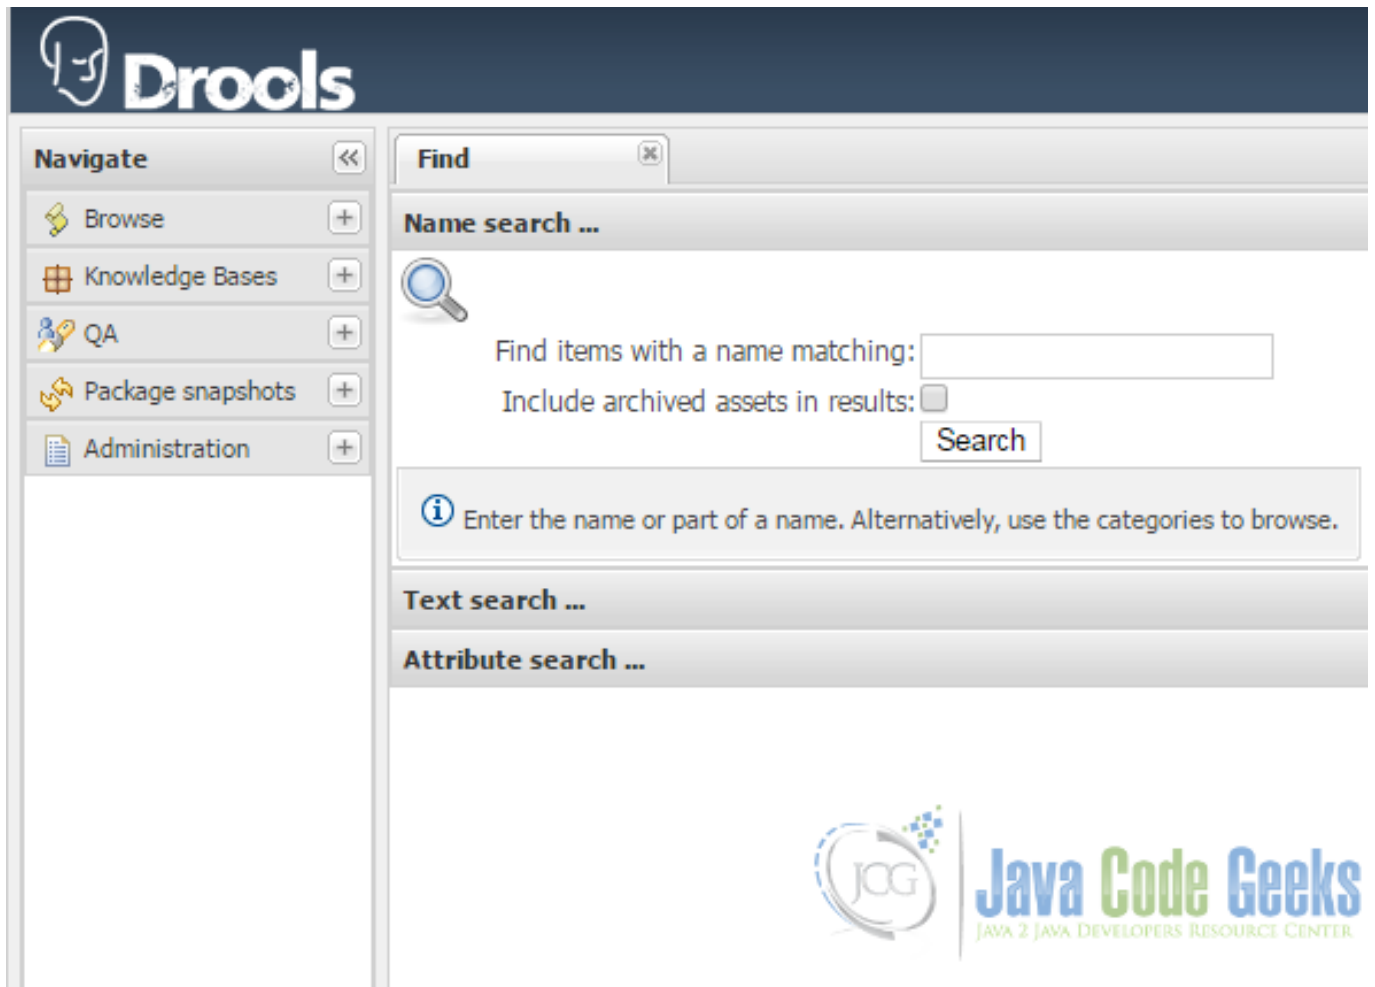 Drools
Navigate
Browse
Knowledge Bases
QA
Package snapshots
Administration
Find
Name search ...
Find items with a name matching:
Include archived assets in results:
Search
Enter the name or part of a name. Alternatively, use the categories to browse.
Text search ...
Attribute search ...
JCG
Java Code Geeks
JAVA 2 JAVA DEVELOPERS RESOURCE CENTER